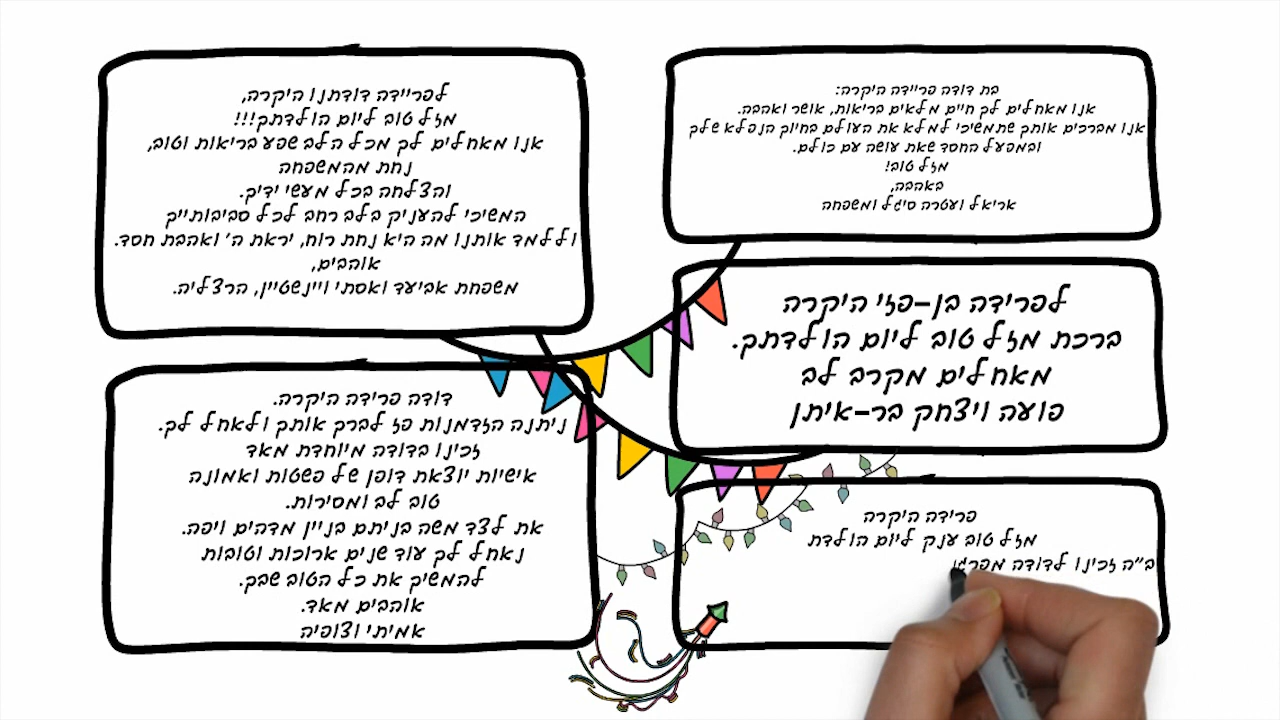 בת דודה פריידה היקרה:
אנו מאחלים לך חיים מלאים בריאות, אושר ואהבה.
אנו מברכים אותך שתמשיכי למלא את העולם בחיוך הנפלא שלך
ובמפעל החסד שאת עושה עם כולם.
מזל טוב!
באהבה,
אריאל ועטרה סיגל ומשפחה
לפריידה דודתנו היקרה,
מזל טוב ליום הולדתך!!!
אנו מאחלים לך מכל הלב שפע בריאות וטוב,
נחת מהמשפחה
והצלחה בכל מעשי ידיך.
המשיכי להעניק בלב רחב לכל סביבותייך
וללמד אותנו מה היא נחת רוח, יראת ה' ואהבת חסד.
אוהבים,
משפחת אביעד ואסתי ויינשטיין, הרצליה.
לפרידה בן-פזי היקרה
ברכת מזל טוב ליום הולדתך.
מאחלים מקרב לב
פועה ויצחק בר-איתן
דודה פרידה היקרה.
ניתנה הזדמנות פז לברך אותך ולאחל לך.
זכינו בדודה מיוחדת מאד
אישיות יוצאת דופן של פשטות ואמונה
טוב לב ומסירות.
את לצד משה בניתם בניין מדהים ויפה.
נאחל לך עוד שנים ארוכות וטובות
להמשיך את כל הטוב שבך.
אוהבים מאד.
אמיתי וצופיה
פרידה היקרה
מזל טוב ענק ליום הולדת
ב"ה זכינו לדודה